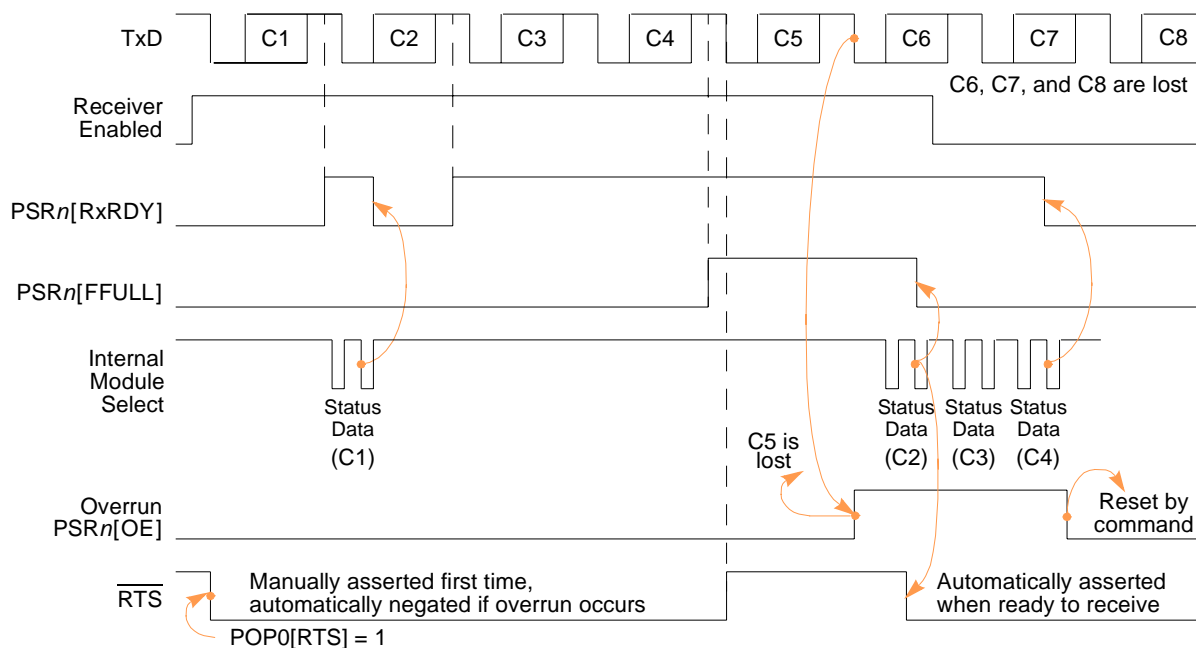 TxD
C1 C2 C3 C4 C5 C6 C7 C8
C6, C7, and C8 are lost
Receiver
Enabled
PSRn[RxRDY]
PSRn[FFULL]
Internal
Module
Select
Status
Data
(C1)
Status
Data
(C2)
Status
Data
(C3)
Status
Data
(C4)
C5 is
lost
Overrun
PSRn[OE]
Reset by
command
RTS
Manually asserted first time,
automatically negated if overrun occurs
Automatically asserted
when ready to receive
POP0[RTS] = 1